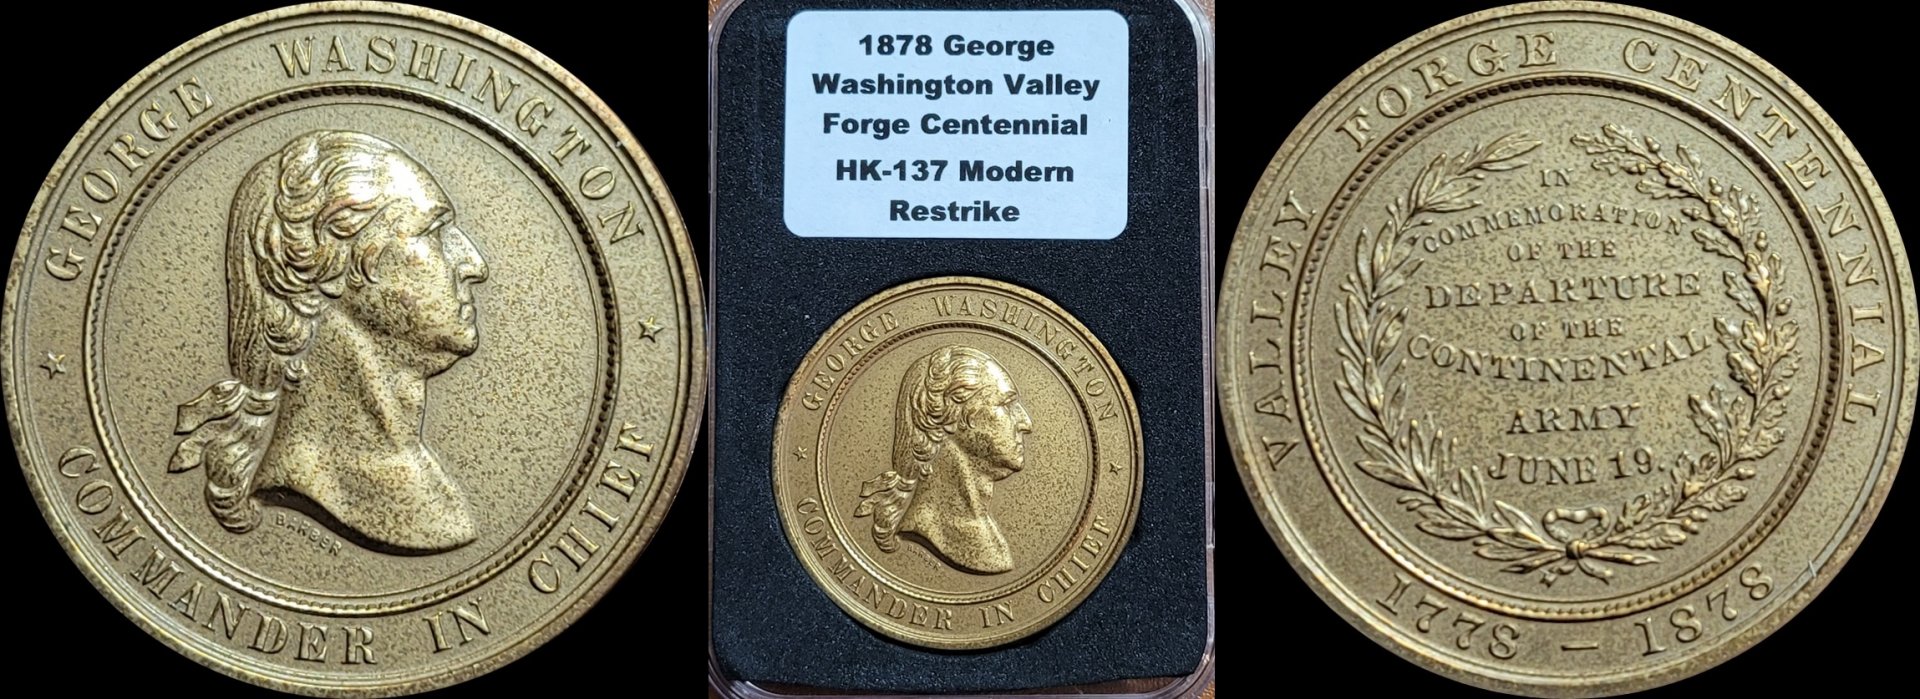 GEORGE WASHINGTON
COMMANDER IN CHIEF
BARBER
1878 George
Washington Valley
Forge Centennial
HK-137 Modern
Restrike
GEORGE WASHINGTON
COMMANDER IN CHIEF
BARBER
VALLEY FORGE CENTENNIAL
IN
COMMEMORATION
OF THE
DEPARTURE
OF THE
CONTINENTAL
ARMY
JUNE 19.
1778 – 1878